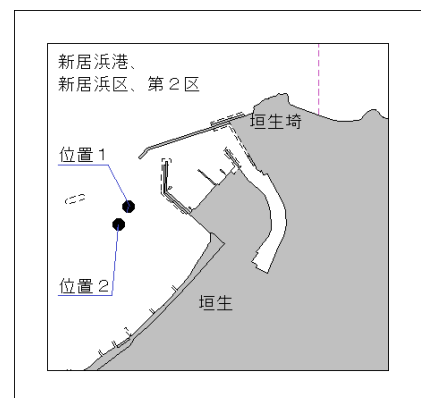 新居浜港、
新居浜区、第２区
垣生埼
位置１
位置２
垣生